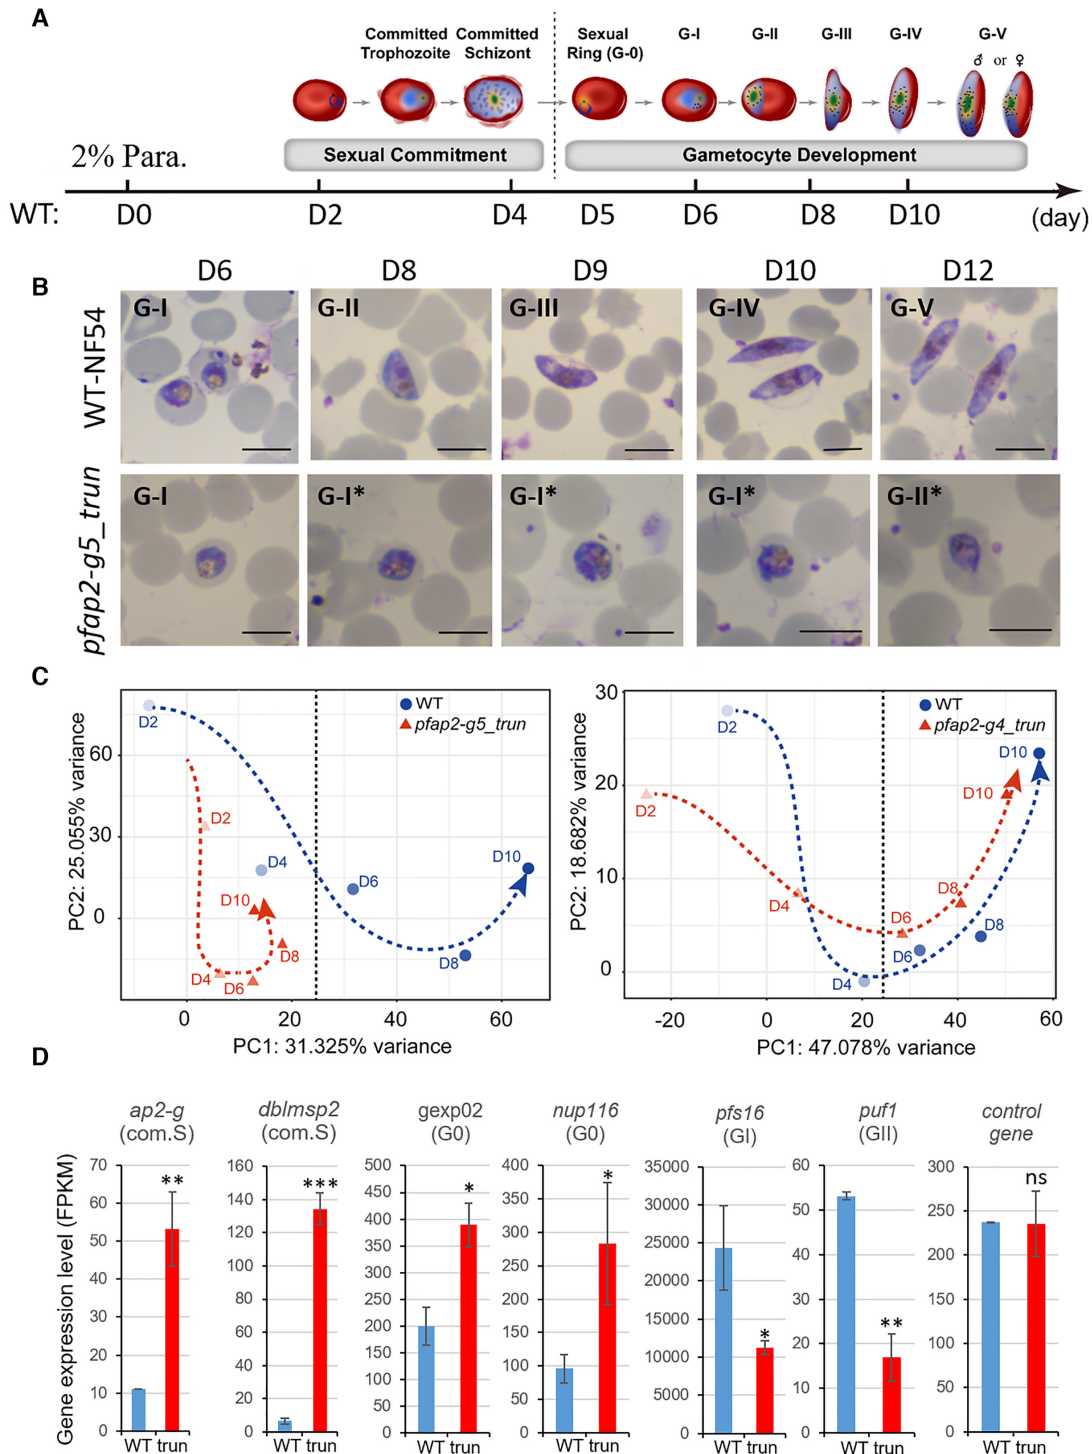 A
Committed Trophozoite
Committed Schizont
Sexual Ring (G-0)
G-I
G-II
G-III
G-IV
G-V
♂ or ♀
2% Para.
Sexual Commitment
Gametocyte Development
WT:
D0
D2
D4
D5
D6
D8
D10
(day)
B
D6
D8
D9
D10
D12
WT-NF54
G-I
G-II
G-III
G-IV
G-V
pfap2-g5_trun
G-I
G-I*
G-I*
G-I*
G-II*
C
WT
pfap2-g5_trun
D2
D4
D6
D8
D10
D2
D4
D6
D8
D10
60
30
0
PC2: 25.055% variance
0
20
40
60
PC1: 31.325% variance
WT
pfap2-g4_trun
D2
D4
D6
D8
D10
D2
D4
D6
D8
D10
30
20
10
0
PC2: 18.682% variance
-20
0
20
40
60
PC1: 47.078% variance
D
Gene expression level (FPKM)
ap2-g
(com.S)
70
60
50
40
30
20
10
0
**
WT trun
dblmsp2
(com.S)
160
140
120
100
80
60
40
20
0
***
WT trun
gexp02
(G0)
500
450
400
350
300
250
200
150
100
50
0
*
WT trun
nup116
(G0)
400
350
300
250
200
150
100
50
0
*
WT trun
pfs16
(GI)
35000
30000
25000
20000
15000
10000
5000
0
*
WT trun
puf1
(GII)
60
50
40
30
20
10
0
**
WT trun
control
gene
300
250
200
150
100
50
0
ns
WT trun